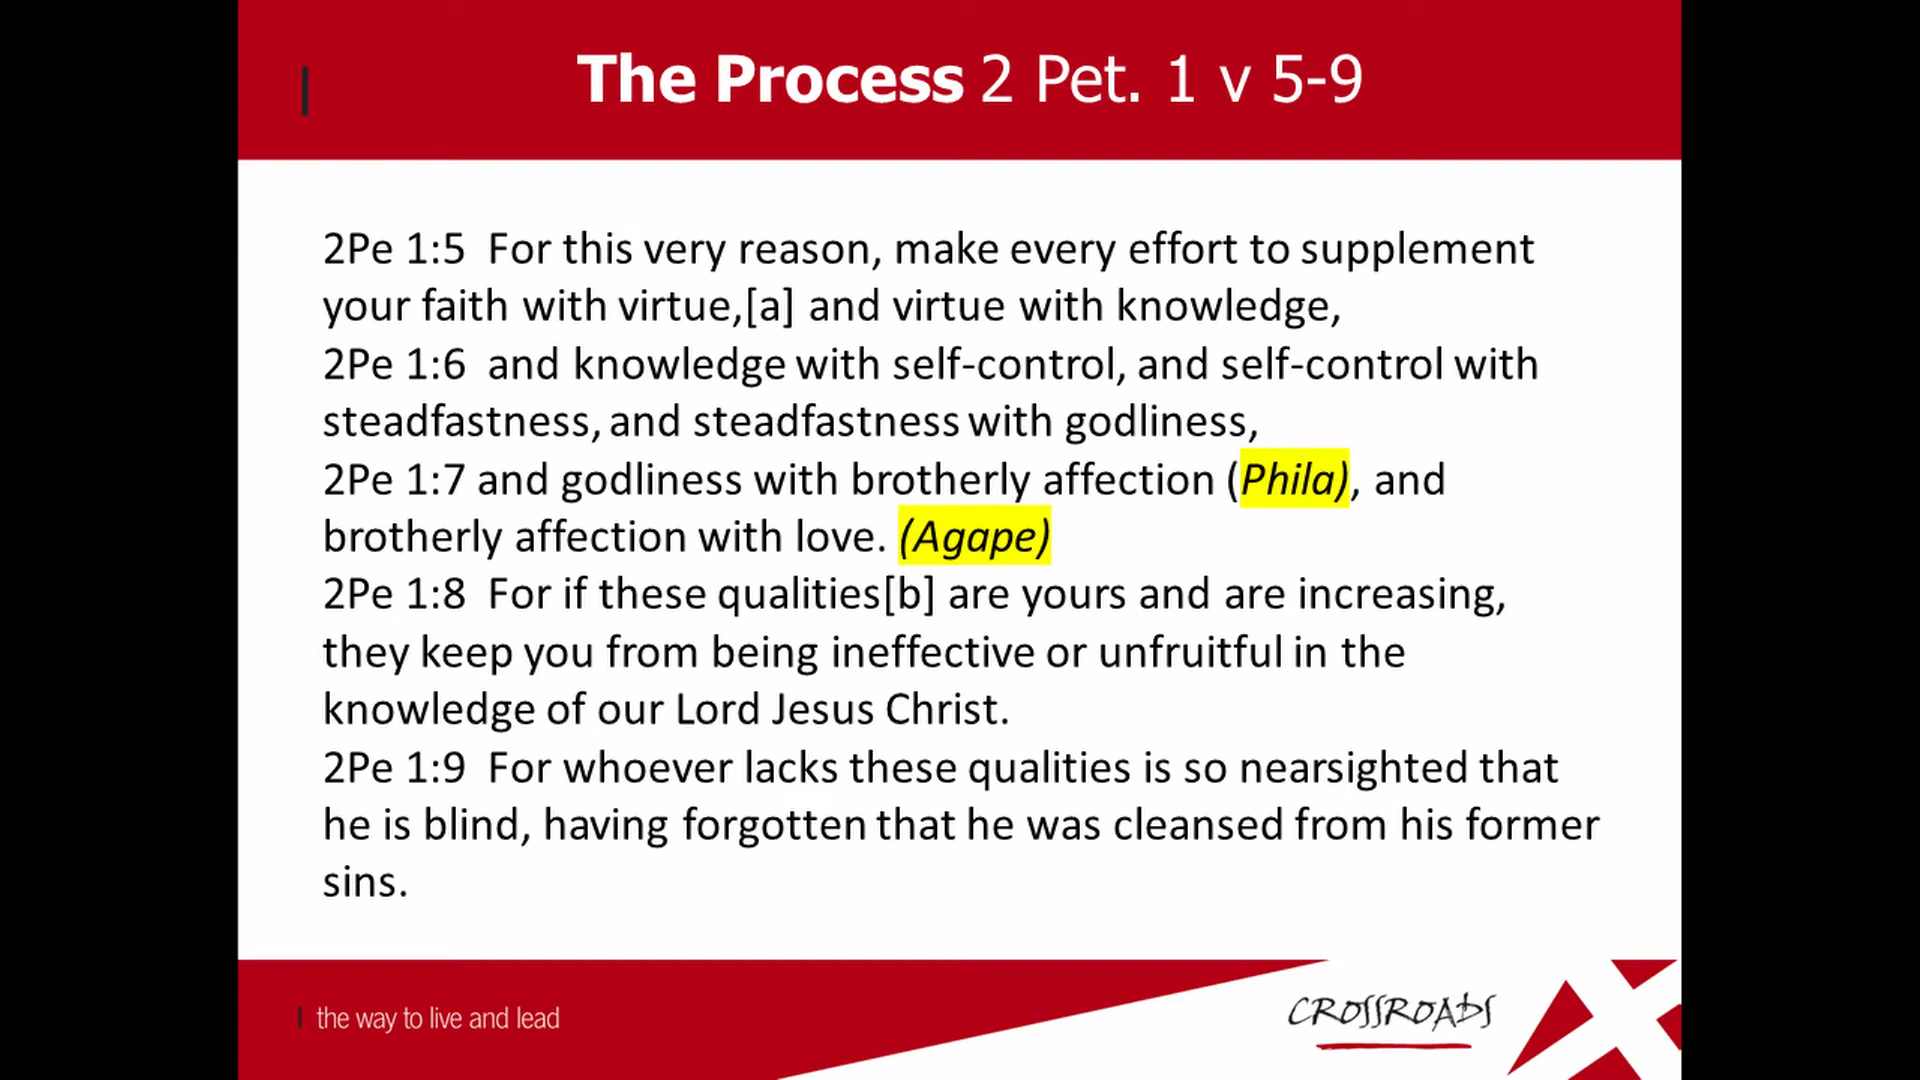 The Process 2 Pet. 1 v 5-9
2Pe 1:5 For this very reason, make every effort to supplement
your faith with virtue,[a] and virtue with knowledge,
2Pe 1:6 and knowledge with self-control, and self-control with
steadfastness, and steadfastness with godliness,
2Pe 1:7 and godliness with brotherly affection (Phila), and
brotherly affection with love. (Agape)
2Pe 1:8 For if these qualities[b] are yours and are increasing,
they keep you from being ineffective or unfruitful in the
knowledge of our Lord Jesus Christ.
2Pe 1:9 For whoever lacks these qualities is so nearsighted that
he is blind, having forgotten that he was cleansed from his former
sins.
the way to live and lead
CROSSROADS